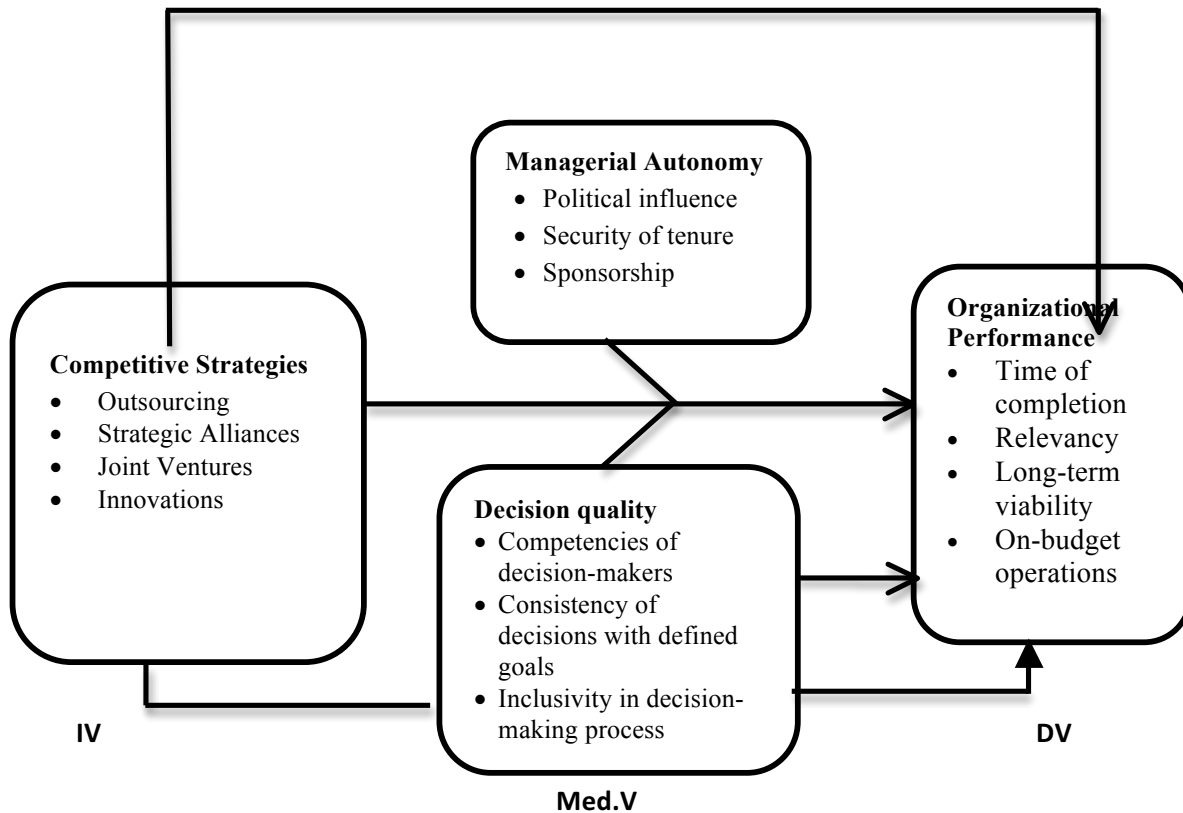 Managerial Autonomy
• Political influence
• Security of tenure
• Sponsorship
Competitive Strategies
• Outsourcing
• Strategic Alliances
• Joint Ventures
• Innovations
Organizational
Performance
• Time of
completion
• Relevancy
• Long-term
viability
• On-budget
operations
Decision quality
• Competencies of
decision-makers
• Consistency of
decisions with defined
goals
• Inclusivity in decision-
making process
IV
DV
Med.V